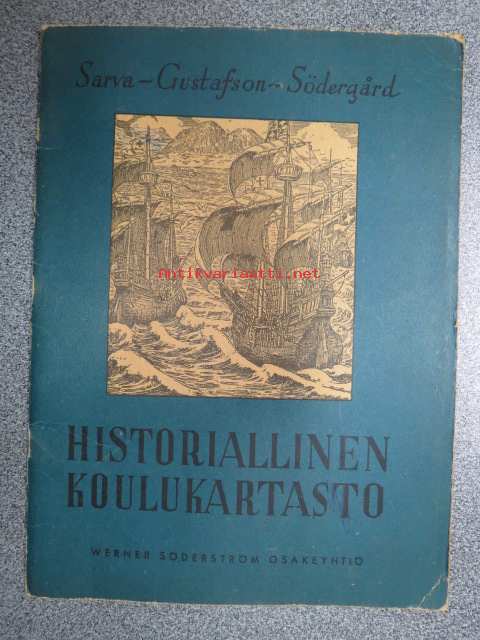 Sarva – Gustafson – Södergård
antikvariaatti.net
HISTORIALLINEN
KOULUKARTASTO
WERNER SÖDERSTRÖM OSAKEYHTIÖ